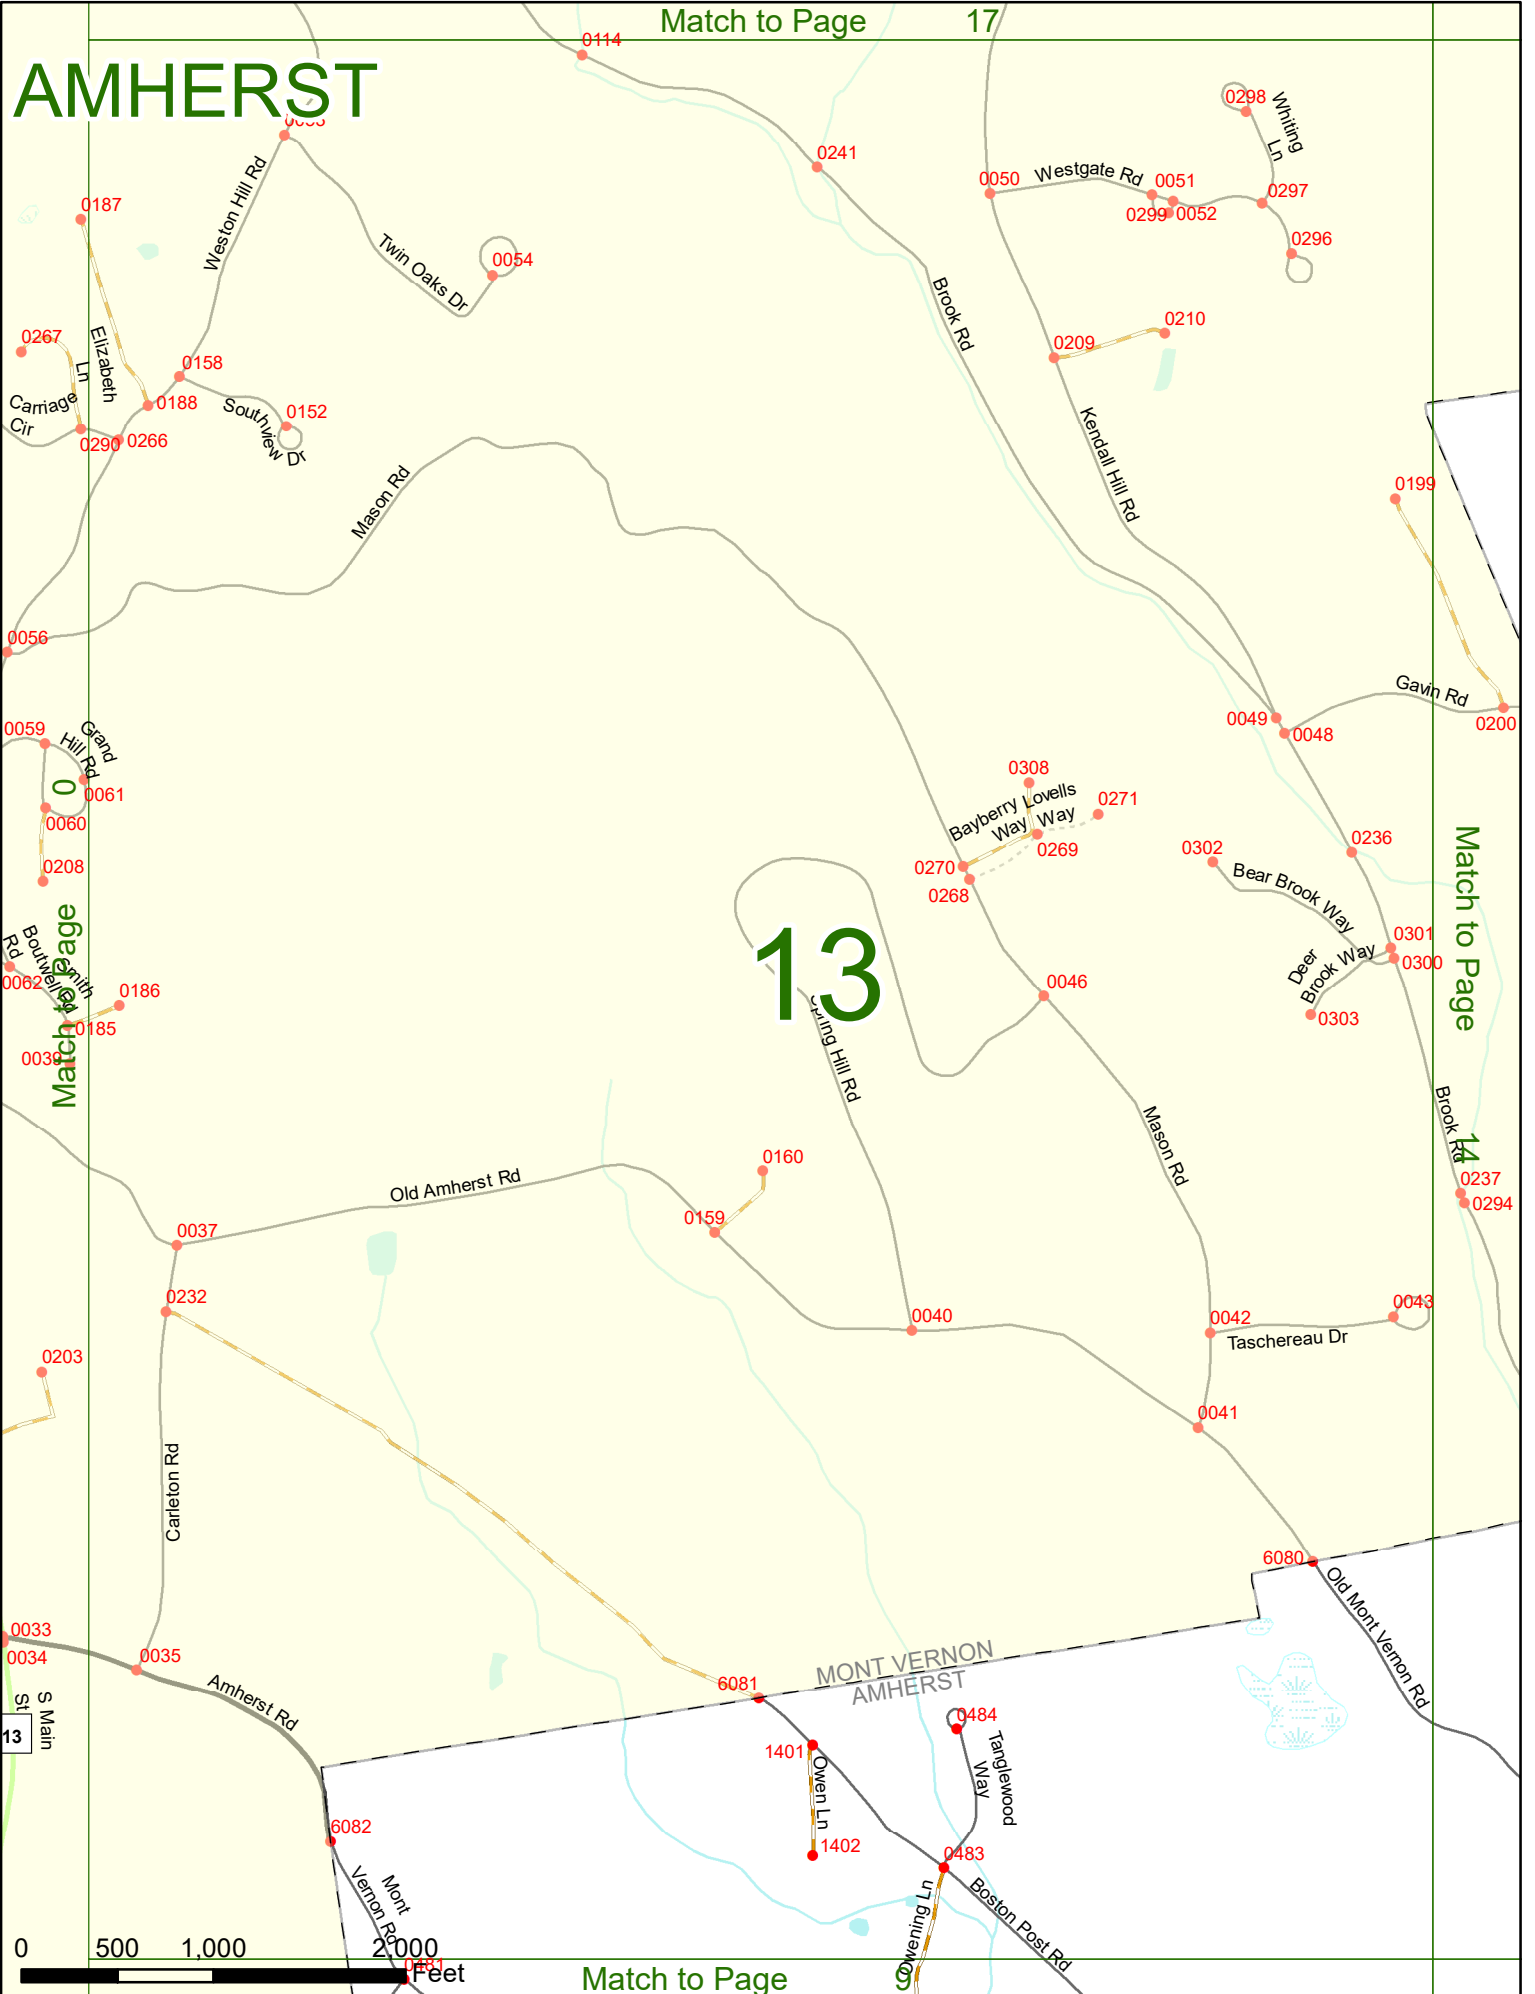 Match to Page 17
AMHERST
0114
0298
Whiting
Ln
0241
Weston Hill Rd
0050
Westgate Rd
0051
0297
0299
0052
0187
0296
Twin Oaks Dr
0054
Brook Rd
0210
0209
0267
Elizabeth
Ln
0158
Carriage
Cir
0188
Southview Dr
0152
0290
0266
Kendall Hill Rd
Mason Rd
0199
0056
Gavin Rd
0049
0048
0200
0059
Grand
Hill Rd
0
0061
0060
0208
0308
0271
Bayberry
Way
Lovells
Way
0269
0270
0268
0236
0302
Bear Brook Way
Match to Page
14
Match to Page
13
0301
0300
Deer
Brook Way
0303
Rd
Boutwell Rd
Smith
0062
0186
0185
0039
0046
Spring Hill Rd
Mason Rd
Brook Rd
0160
0237
0294
Old Amherst Rd
0159
0037
0232
0040
0042
0043
Taschereau Dr
0203
0041
Carleton Rd
6080
Old Mont Vernon Rd
0033
0034
0035
Amherst Rd
S Main
St
13
MONT VERNON
AMHERST
6081
0484
Tanglewood
Way
1401
Owen Ln
1402
6082
Mont
Vernon Rd
0483
Owening Ln
Boston Post Rd
0 500 1,000 2,000
Feet
0481
Match to Page 9